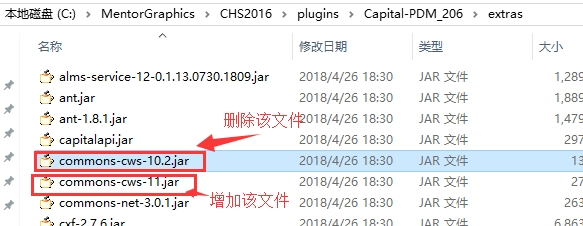 本地磁盘 (C:) > MentorGraphics > CHS2016 > plugins > Capital-PDM_206 > extras
名称 修改日期 类型 大小
alms-service-12-0.1.13.0730.1809.jar 2018/4/26 18:30 JAR 文件 1,289
ant.jar 2018/4/26 18:30 JAR 文件 1,889
ant-1.8.1.jar 2018/4/26 18:30 JAR 文件 1,479
删除该文件
capitalapi.jar 2018/4/26 18:30 JAR 文件 297
commons-cws-10.2.jar 2018/4/26 18:30 JAR 文件 13
commons-cws-11.jar 2018/4/26 18:30 JAR 文件 27
增加该文件
commons-net-3.0.1.jar 2018/4/26 18:30 JAR 文件 263
cxf-2.7.6.jar 2018/4/26 18:30 JAR 文件